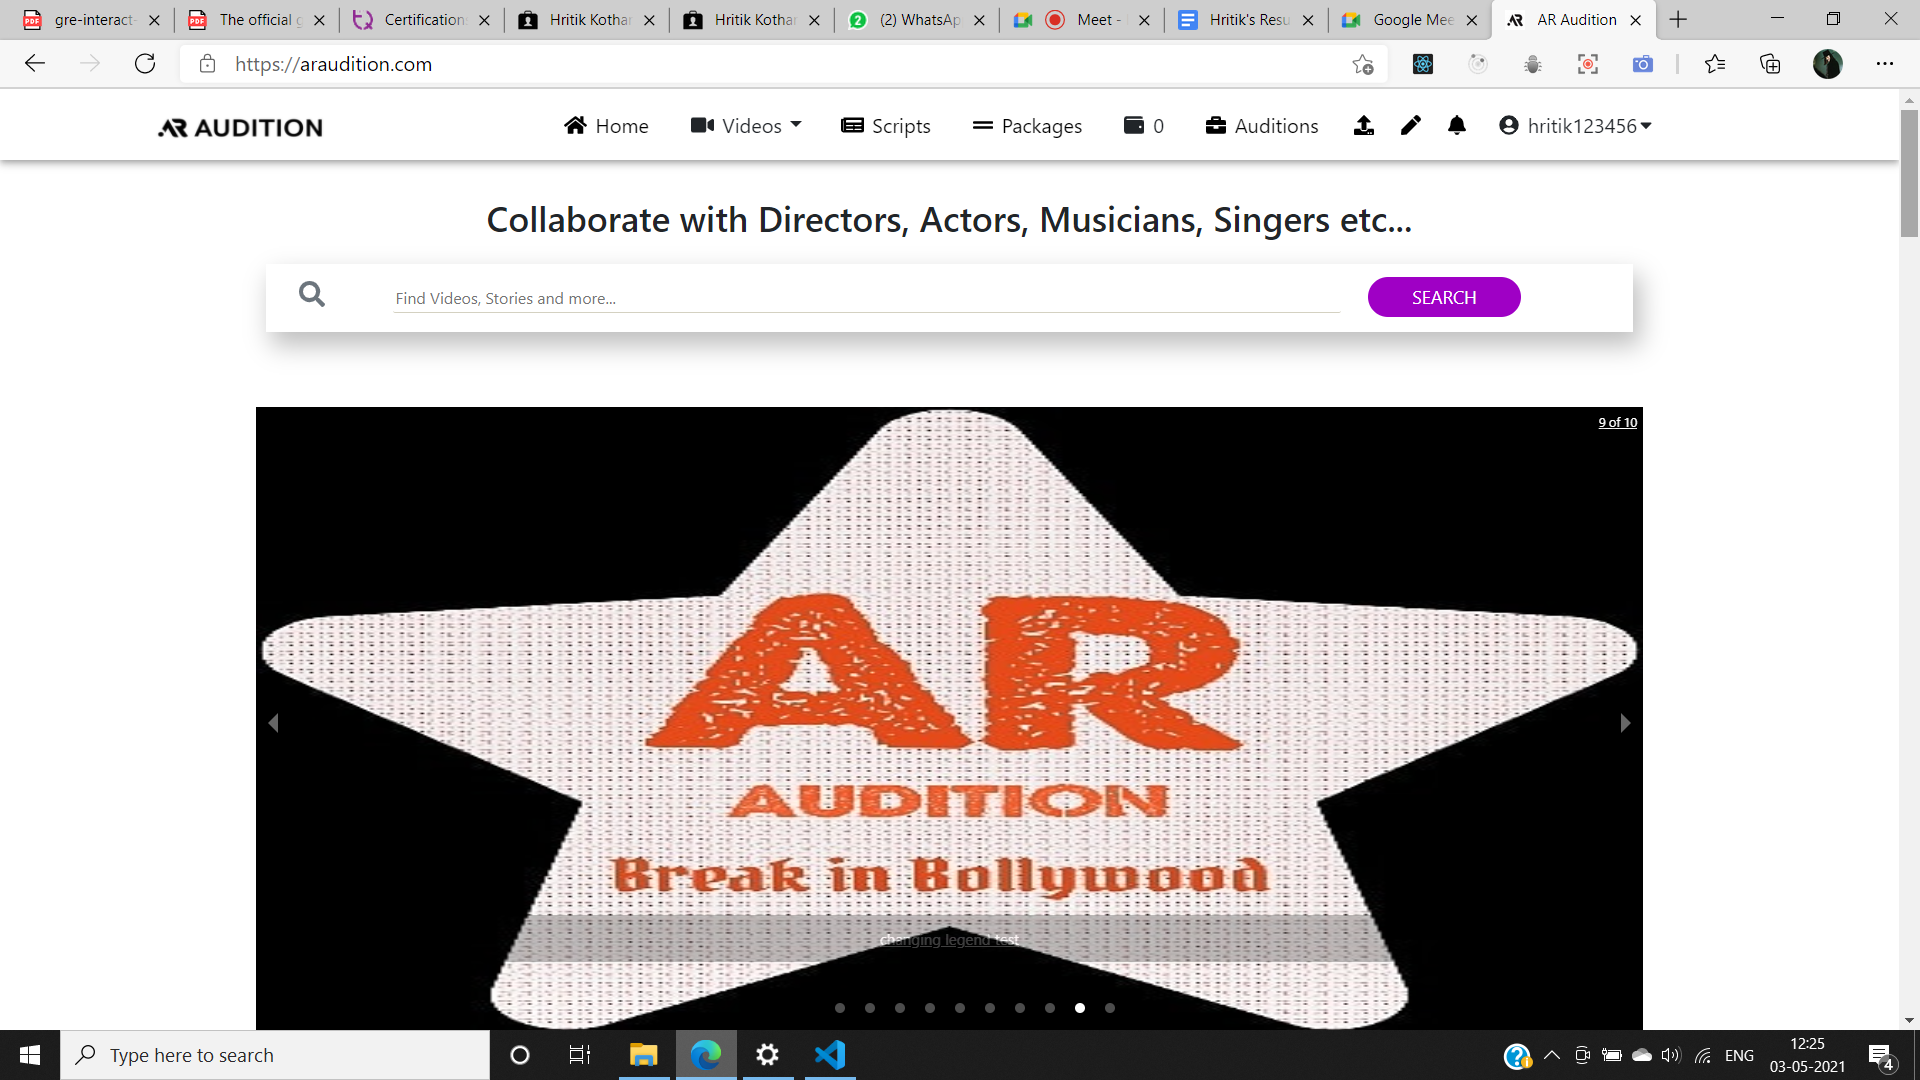 gre-interact-
The official g
Certification
Hritik Kothar
Hritik Kothar
(2) WhatsAp
Meet -
Hritik's Resu
Google Mee
AR Audition
https://araudition.com
AR AUDITION
Home
Videos
Scripts
Packages
0
Auditions
hritik123456
Collaborate with Directors, Actors, Musicians, Singers etc...
Find Videos, Stories and more...
SEARCH
9 of 10
AR
AUDITION
Break in Bollywood
changing legend test
Type here to search
ENG
12:25
03-05-2021
4